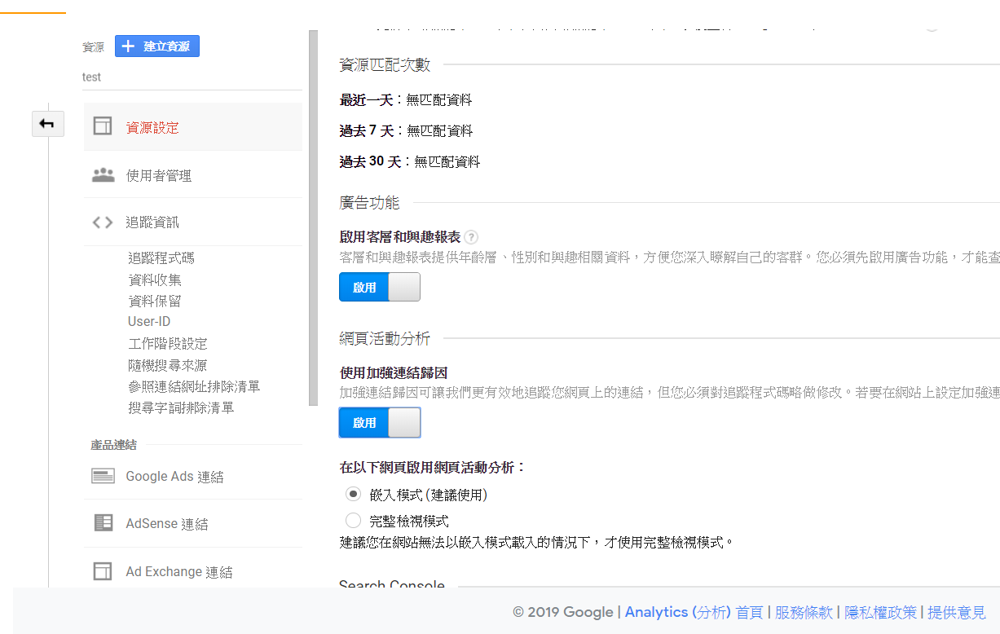 資源 建立資源
test
資源設定
使用者管理
追蹤資訊
追蹤程式碼
資料收集
資料保留
User-ID
工作階段設定
隨機搜尋來源
參照連結網址排除清單
搜尋字詞排除清單
產品連結
Google Ads 連結
AdSense 連結
Ad Exchange 連結
資源匹配次數
最近一天：無匹配資料
過去 7 天：無匹配資料
過去 30 天：無匹配資料
廣告功能
啟用客層和興趣報表 ?
客層和興趣報表提供年齡層、性別和興趣相關資料，方便您深入瞭解自己的客群。您必須先啟用廣告功能，才能查
啟用
網頁活動分析
使用加強連結歸因
加強連結歸因可讓我們更有效地追蹤您網頁上的連結，但您必須對追蹤程式碼略做修改。若要在網站上設定加強連
啟用
在以下網頁啟用網頁活動分析：
嵌入模式 (建議使用)
完整檢視模式
建議您在網站無法以嵌入模式載入的情況下，才使用完整檢視模式。
Search Console
© 2019 Google | Analytics (分析) 首頁 | 服務條款 | 隱私權政策 | 提供意見